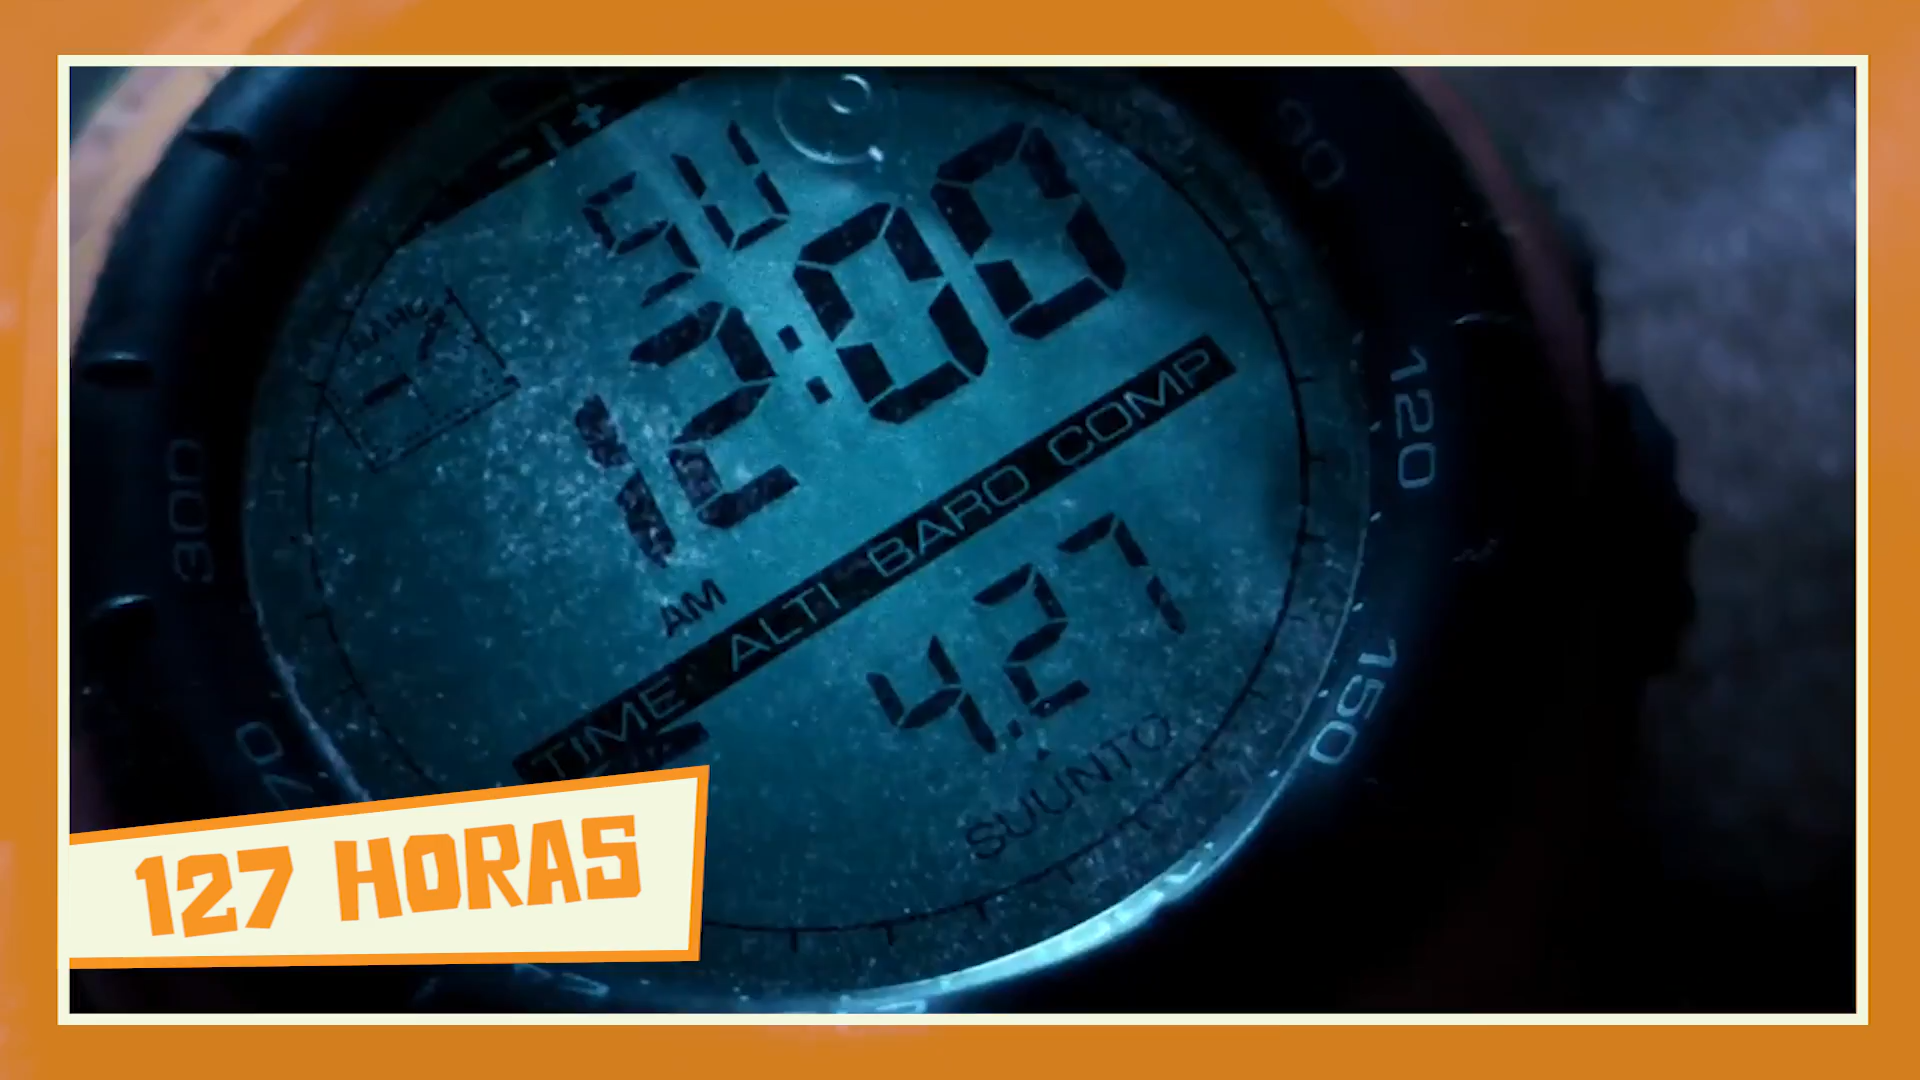 - | +
SU
12:00
AM
TIME ALTI BARO COMP
4.27
SUUNTO
120
150
300
127 HORAS